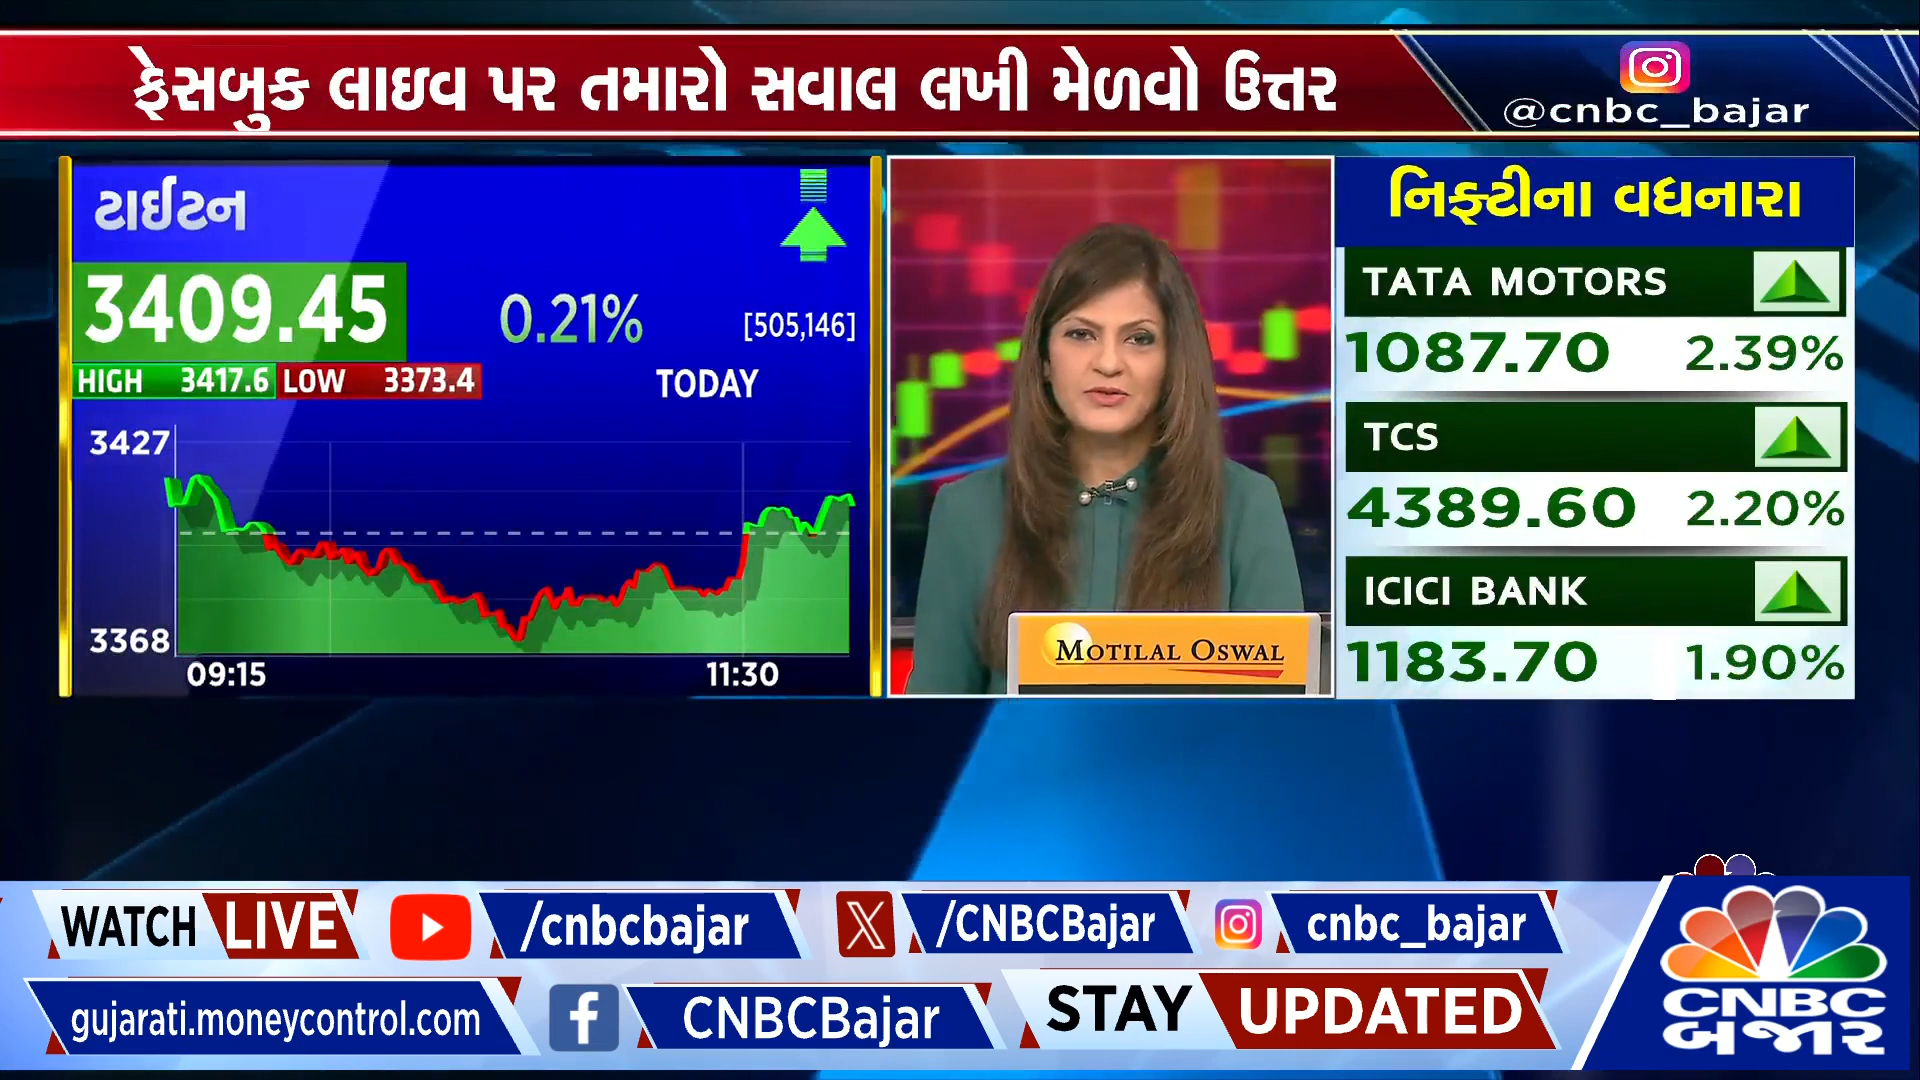 ફેસબુક લાઇવ પર તમારો સવાલ લખી મેળવો ઉત્તર
@cnbc_bajar
ટાઈટન
3409.45
0.21%
[505,146]
HIGH 3417.6 LOW 3373.4
TODAY
3427
3368
09:15
11:30
MOTILAL OSWAL
નિફ્ટીના વધનારા
TATA MOTORS
1087.70 2.39%
TCS
4389.60 2.20%
ICICI BANK
1183.70 1.90%
WATCH LIVE /cnbcbajar /CNBCBajar cnbc_bajar
gujarati.moneycontrol.com CNBCBajar STAY UPDATED
CNBC
બજાર